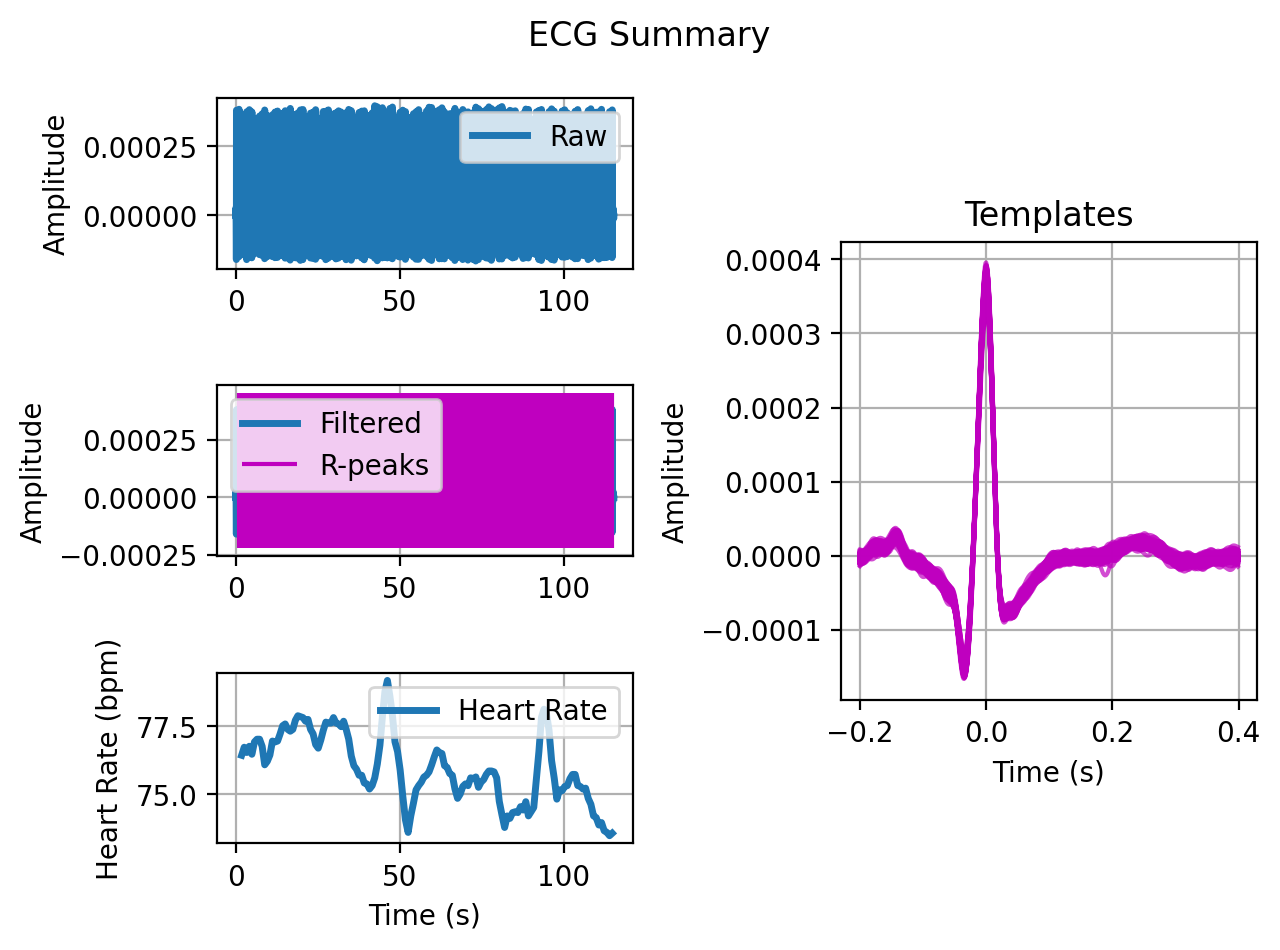 ECG Summary
Amplitude
0.00025
0.00000
Raw
0
50
100
Amplitude
0.00025
0.00000
−0.00025
Filtered
R-peaks
0
50
100
Heart Rate (bpm)
77.5
75.0
Heart Rate
0
50
100
Time (s)
Templates
Amplitude
0.0004
0.0003
0.0002
0.0001
0.0000
−0.0001
−0.2
0.0
0.2
0.4
Time (s)